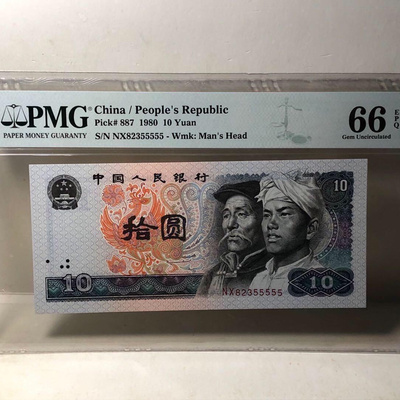 PMG
PAPER MONEY GUARANTY
China / People's Republic
Pick# 887 1980 10 Yuan
S/N NX82355555 - Wmk: Man's Head
66
EPQ
Gem Uncirculated
中国人民银行
10
拾圆
10
10
NX82355555